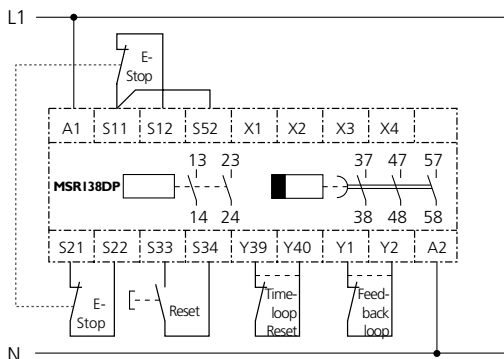 L1
E-
Stop
A1 S11 S12 S52 X1 X2 X3 X4
13 23 37 47 57
MSR138DP
14 24 38 48 58
S21 S22 S33 S34 Y39 Y40 Y1 Y2 A2
E-
Stop
Reset
Time-
loop
Reset
Feed-
back
loop
N